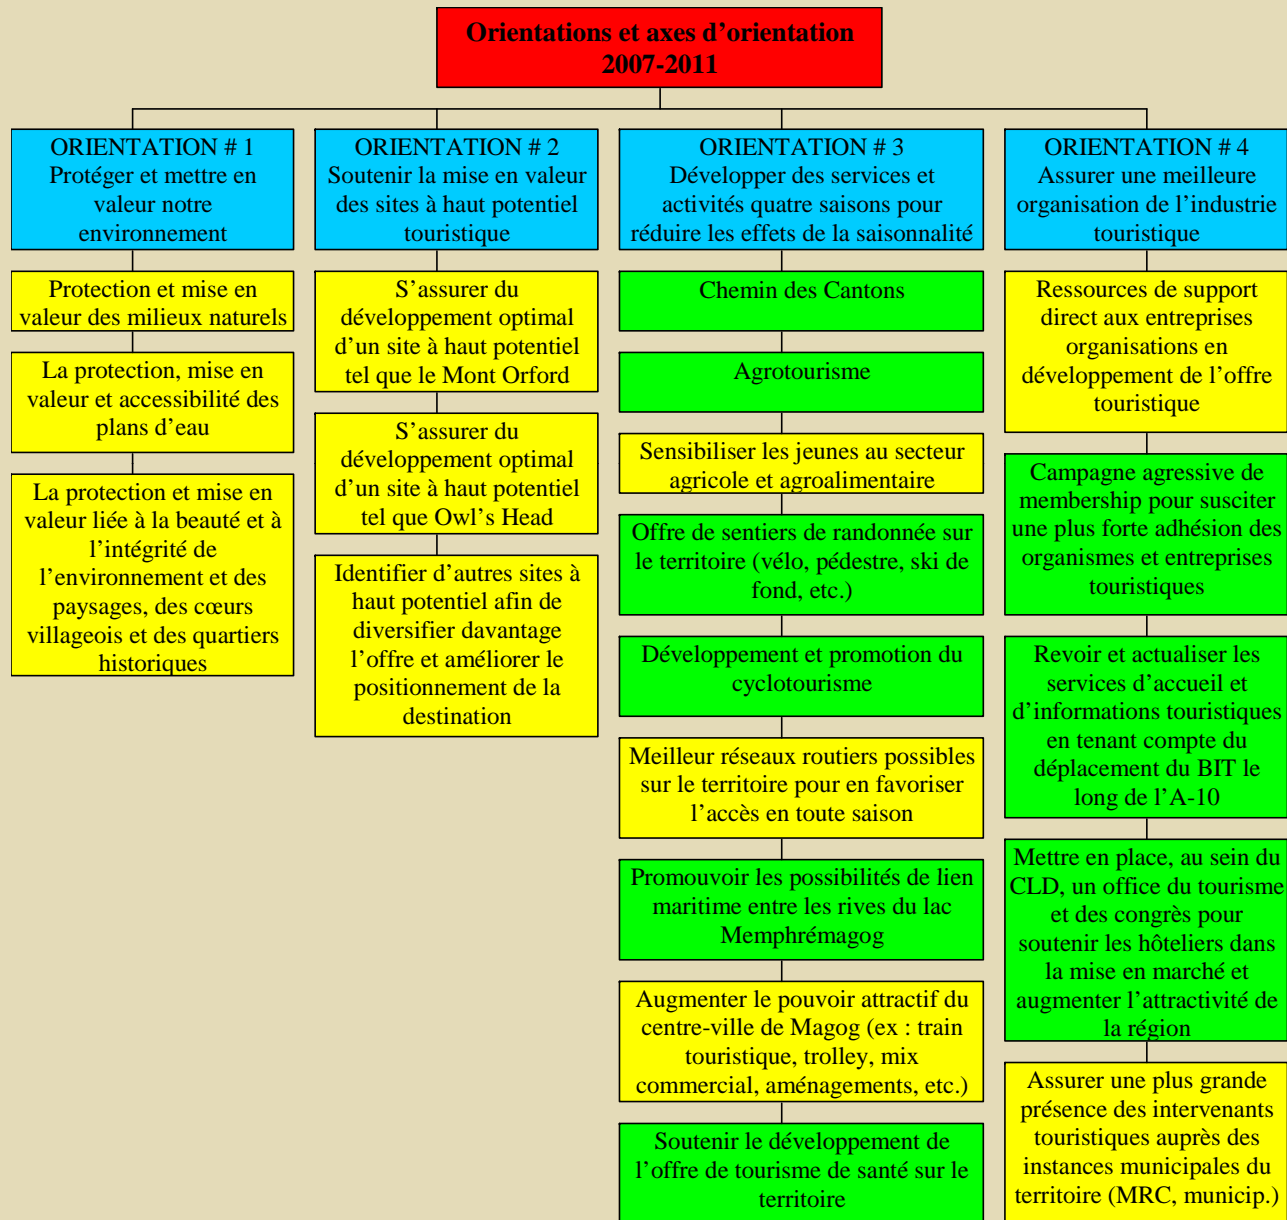 Orientations et axes d’orientation
2007-2011
ORIENTATION # 1
Protéger et mettre en
valeur notre
environnement
Protection et mise en
valeur des milieux naturels
La protection, mise en
valeur et accessibilité des
plans d’eau
La protection et mise en
valeur liée à la beauté et à
l’intégrité de
l’environnement et des
paysages, des cœurs
villageois et des quartiers
historiques
ORIENTATION # 2
Soutenir la mise en valeur
des sites à haut potentiel
touristique
S’assurer du
développement optimal
d’un site à haut potentiel
tel que le Mont Orford
S’assurer du
développement optimal
d’un site à haut potentiel
tel que Owl’s Head
Identifier d’autres sites à
haut potentiel afin de
diversifier davantage
l’offre et améliorer le
positionnement de la
destination
ORIENTATION # 3
Développer des services et
activités quatre saisons pour
réduire les effets de la saisonnalité
Chemin des Cantons
Agrotourisme
Sensibiliser les jeunes au secteur
agricole et agroalimentaire
Offre de sentiers de randonnée sur
le territoire (vélo, pédestre, ski de
fond, etc.)
Développement et promotion du
cyclotourisme
Meilleur réseaux routiers possibles
sur le territoire pour en favoriser
l’accès en toute saison
Promouvoir les possibilités de lien
maritime entre les rives du lac
Memphrémagog
Augmenter le pouvoir attractif du
centre-ville de Magog (ex : train
touristique, trolley, mix
commercial, aménagements, etc.)
Soutenir le développement de
l’offre de tourisme de santé sur le
territoire
ORIENTATION # 4
Assurer une meilleure
organisation de l’industrie
touristique
Ressources de support
direct aux entreprises
organisations en
développement de l’offre
touristique
Campagne agressive de
membership pour susciter
une plus forte adhésion des
organismes et entreprises
touristiques
Revoir et actualiser les
services d’accueil et
d’informations touristiques
en tenant compte du
déplacement du BIT le
long de l’A-10
Mettre en place, au sein du
CLD, un office du tourisme
et des congrès pour
soutenir les hôteliers dans
la mise en marché et
augmenter l’attractivité de
la région
Assurer une plus grande
présence des intervenants
touristiques auprès des
instances municipales du
territoire (MRC, municip.)